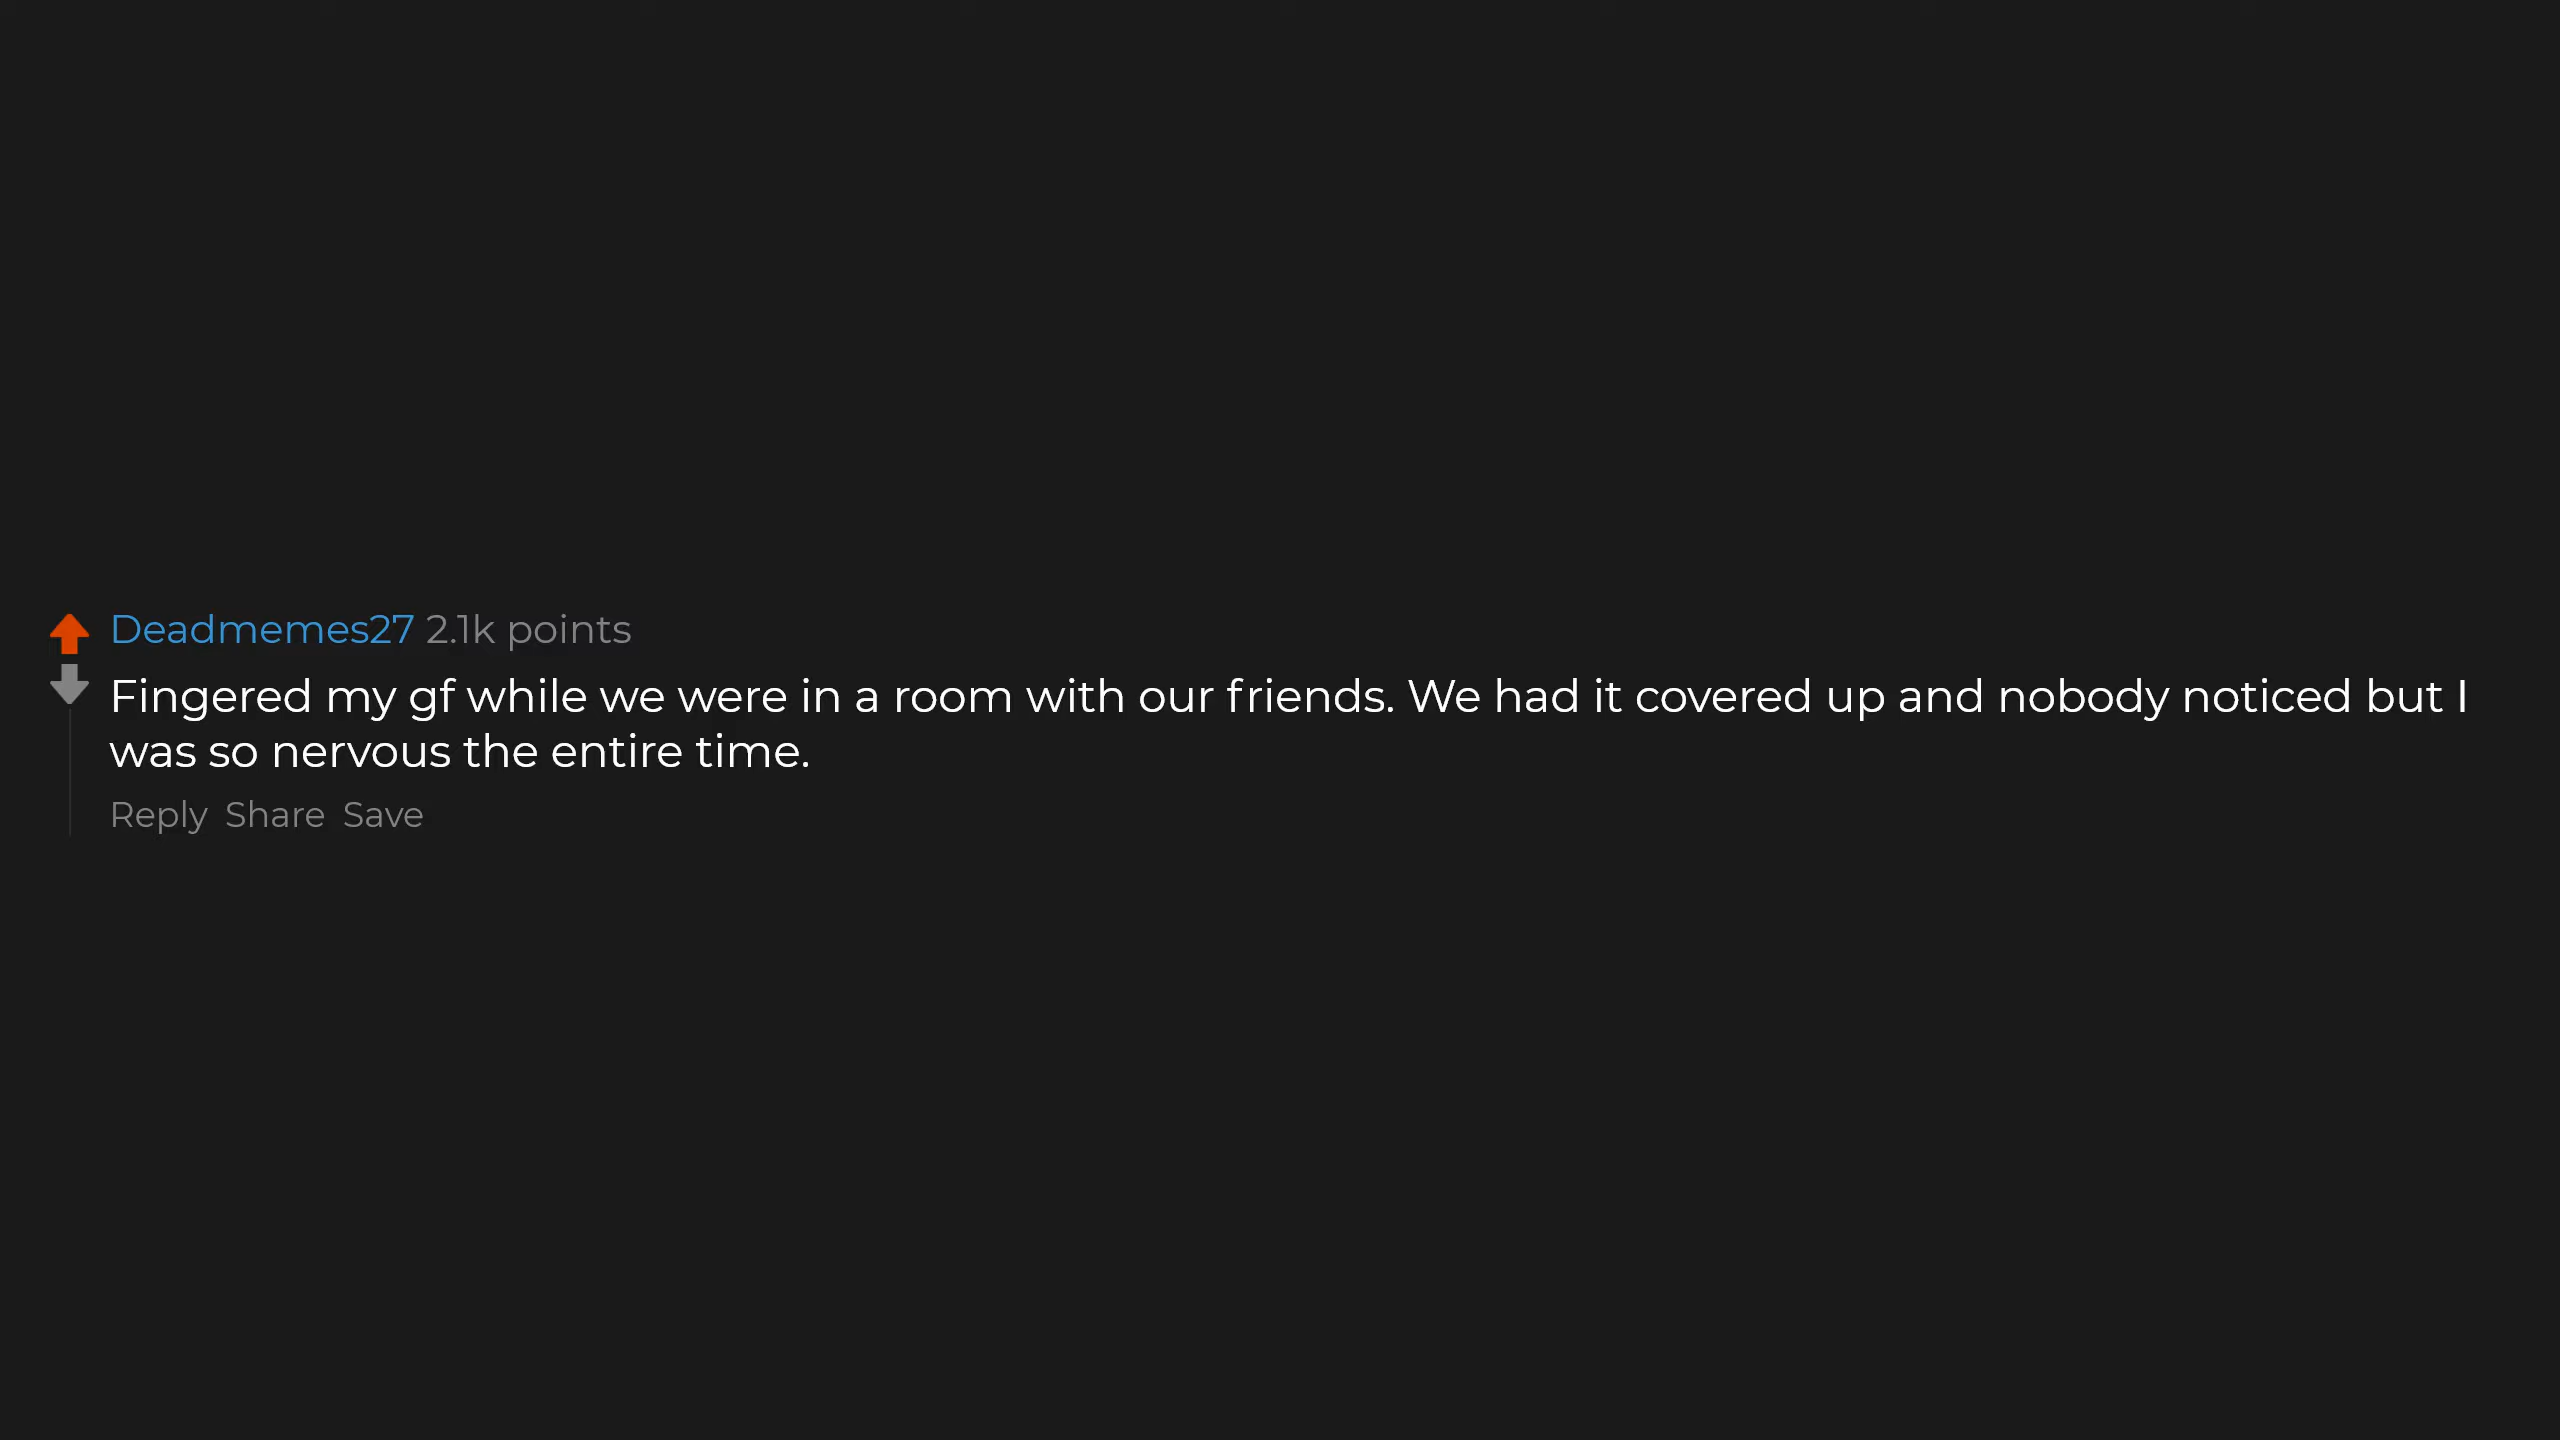 Deadmemes27 2.1k points
Fingered my gf while we were in a room with our friends. We had it covered up and nobody noticed but I
was so nervous the entire time.
Reply Share Save